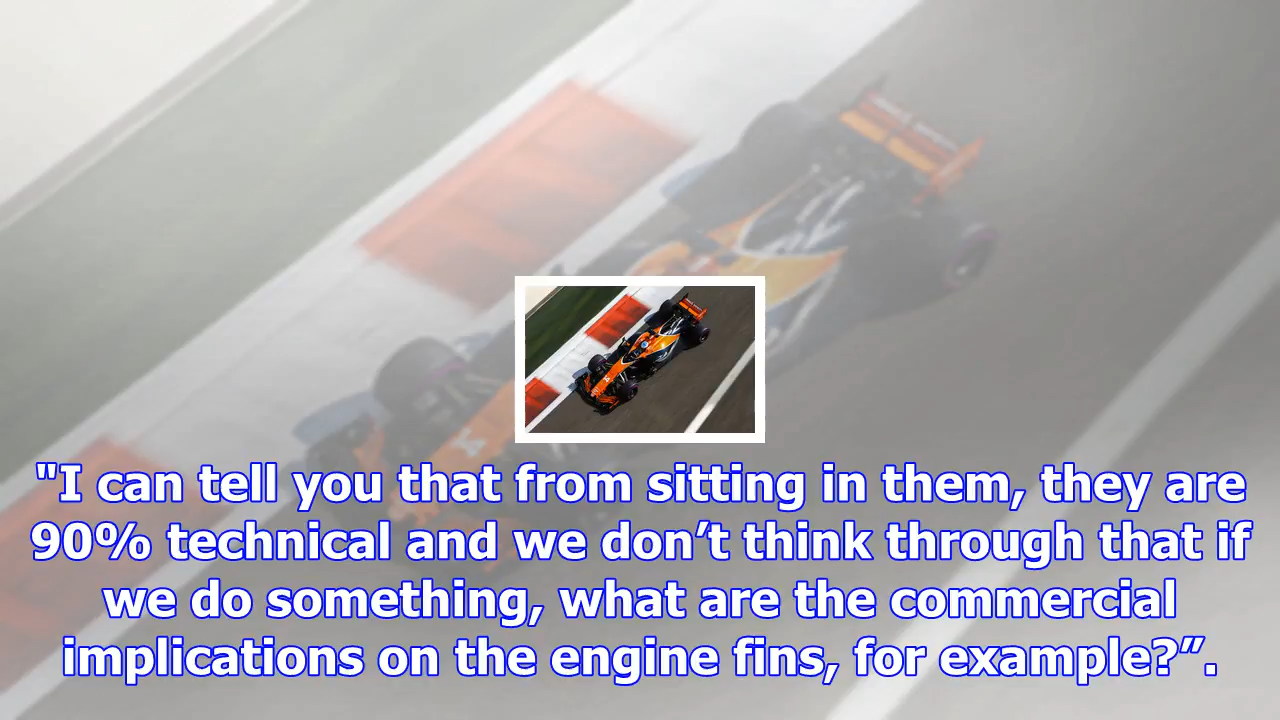 "I can tell you that from sitting in them, they are
90% technical and we don’t think through that if
we do something, what are the commercial
implications on the engine fins, for example?”.